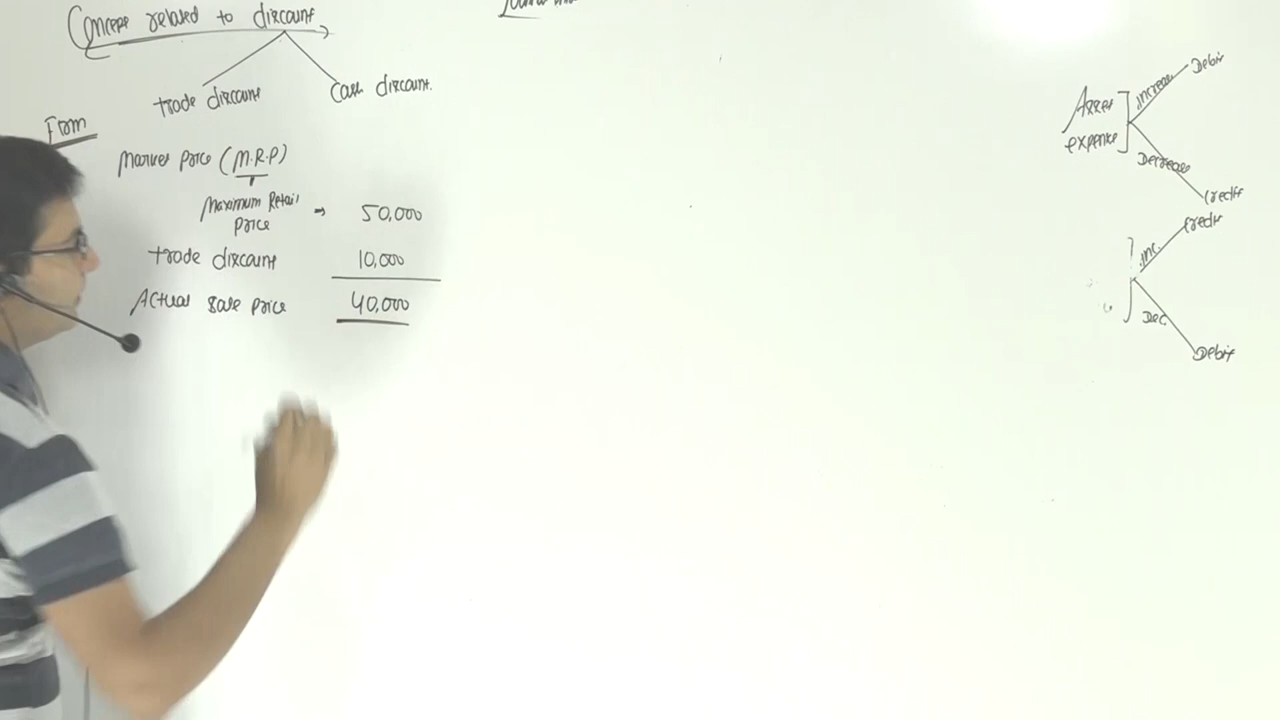 Concept related to discount
trade discount
Cash discount.
Firm
Market price (M.R.P)
Maximum Retail
price
→ 50,000
trade discount 10,000
Actual sale price 40,000
Asset
expense
increase
Debit
Decrease
Credit
Inc.
Credit
Dec.
Debit